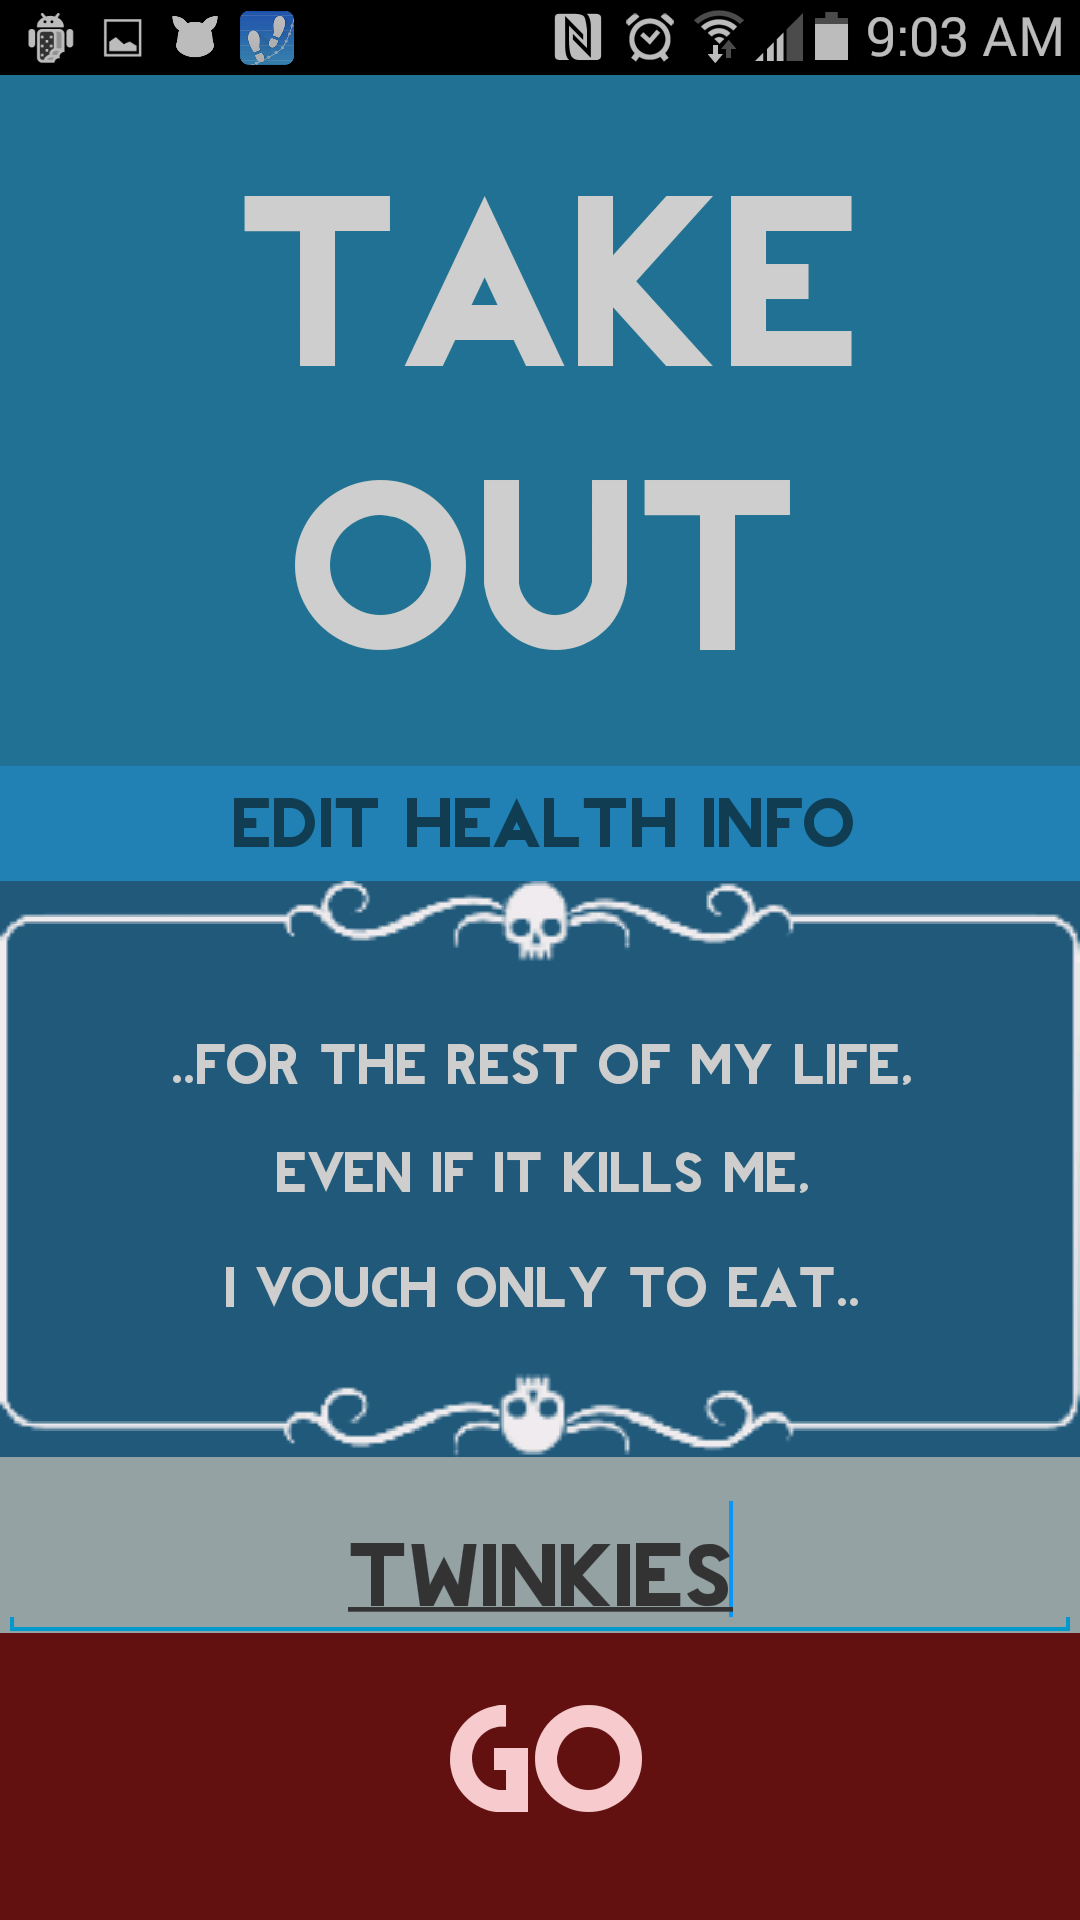 9:03 AM
TAKE
OUT
EDIT HEALTH INFO
..FOR THE REST OF MY LIFE,
EVEN IF IT KILLS ME,
I VOUCH ONLY TO EAT..
TWINKIES
GO